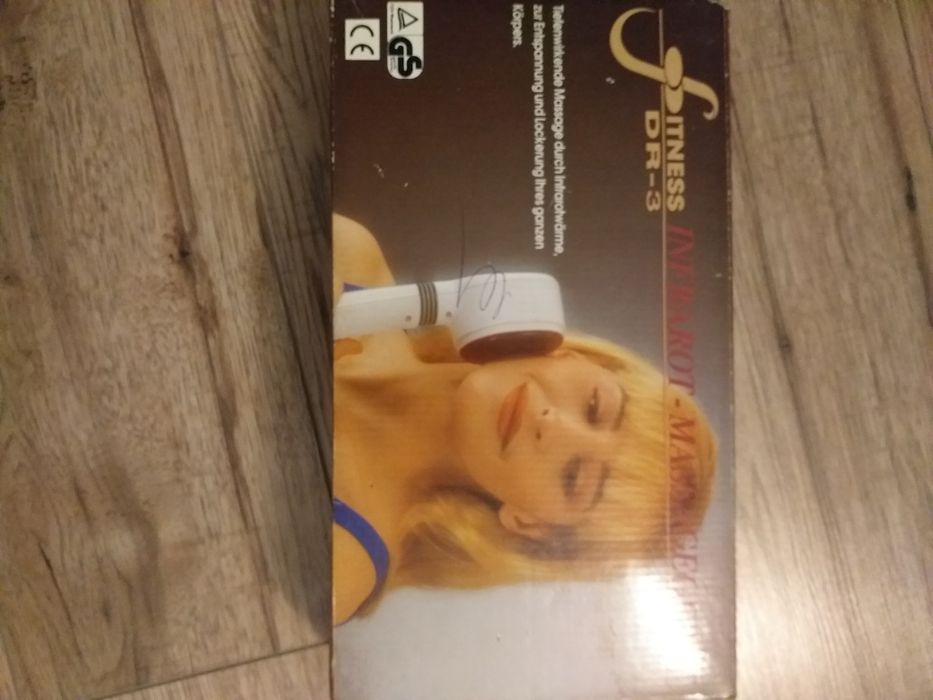 FITNESS INFRAROT-MASSAGE
DR-3
Tiefenwirkende Massage durch Infrarotwärme,
zur Entspannung und Lockerung Ihres ganzen
Körpers.
GS
CE